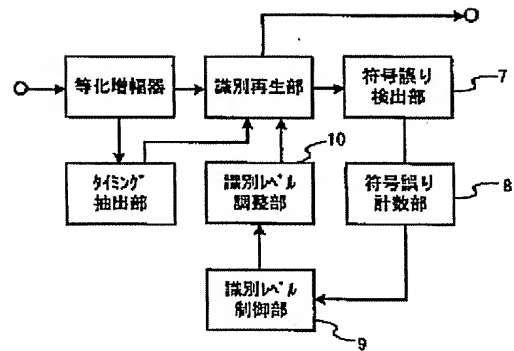 等化増幅器
識別再生部
符号誤り
検出部
7
ﾀｲﾐﾝｸﾞ
抽出部
10
識別ﾚﾍﾞﾙ
調整部
符号誤り
計数部
8
識別ﾚﾍﾞﾙ
制御部
9